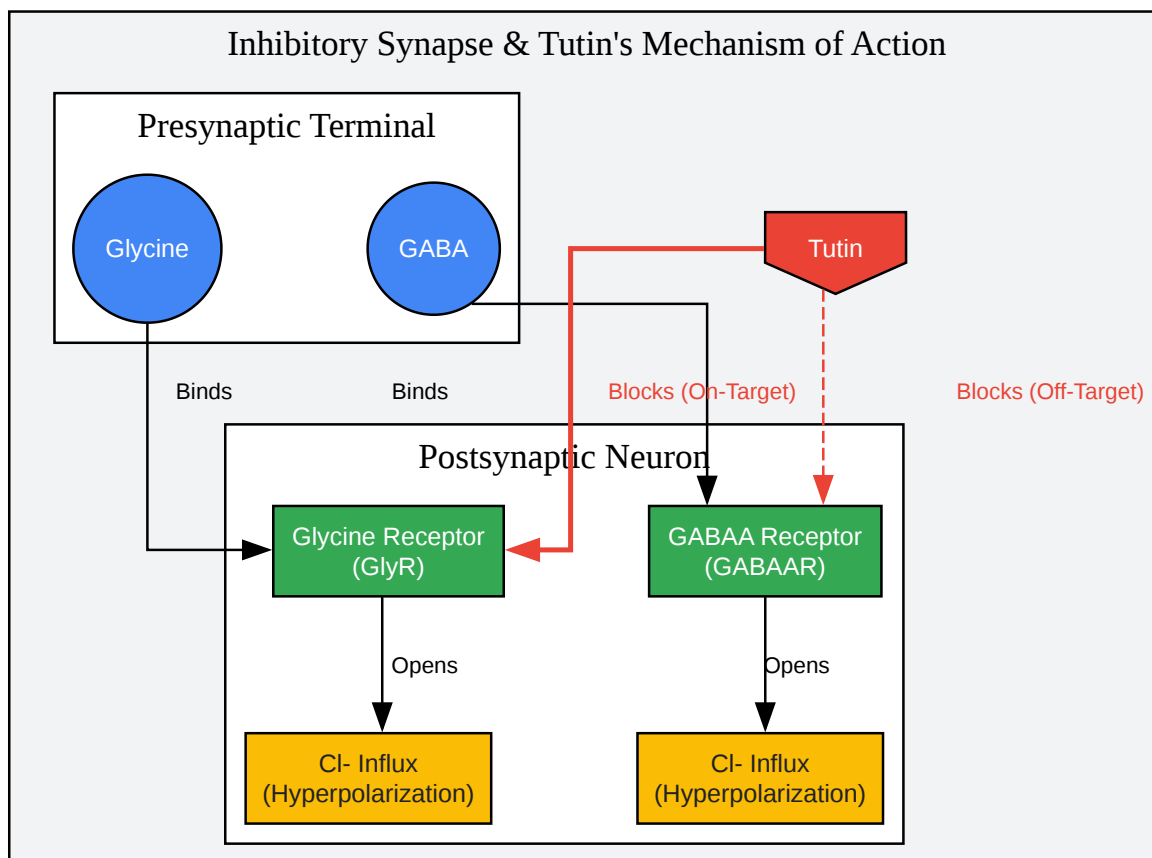 Inhibitory Synapse & Tutin's Mechanism of Action
Presynaptic Terminal
Glycine
GABA
Tutin
Binds
Binds
Blocks (On-Target)
Blocks (Off-Target)
Postsynaptic Neuron
Glycine Receptor
(GlyR)
GABAA Receptor
(GABAAR)
Opens
Opens
Cl- Influx
(Hyperpolarization)
Cl- Influx
(Hyperpolarization)